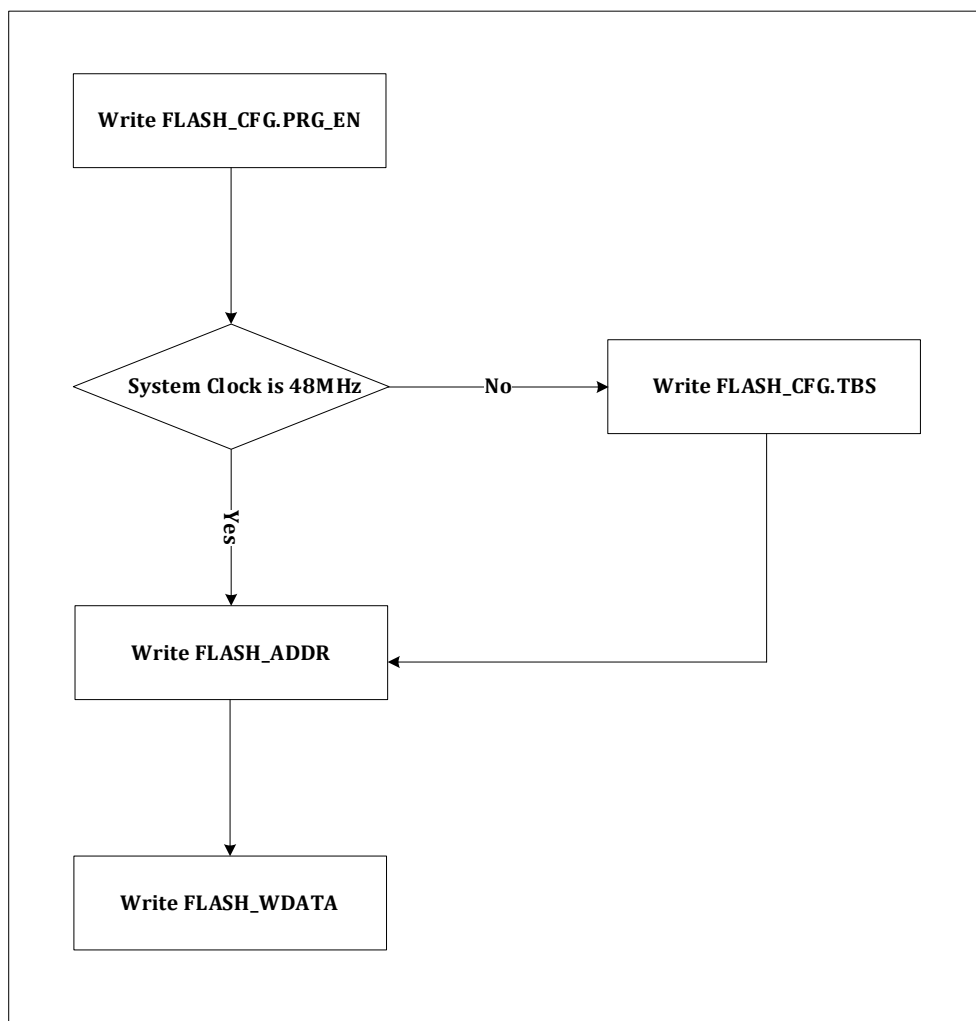 Write FLASH_CFG.PRG_EN
System Clock is 48MHz
No
Write FLASH_CFG.TBS
Yes
Write FLASH_ADDR
Write FLASH_WDATA